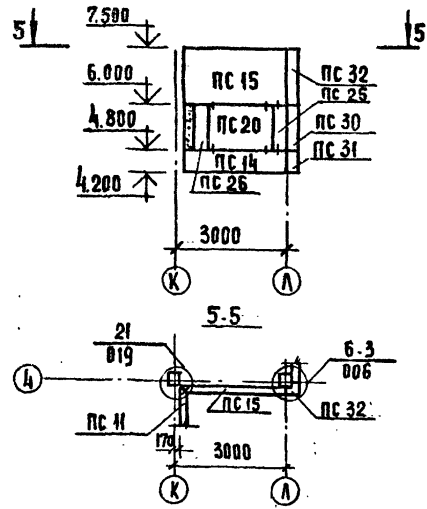 7.500
5
5
6.000
ПС 15
ПС 32
ПС 25
4.800
ПС 20
ПС 30
ПС 14
ПС 31
4.200
ПС 26
3000
К
Л
5-5
21
019
6-3
006
4
ПС 11
ПС 15
ПС 32
170
3000
К
Л